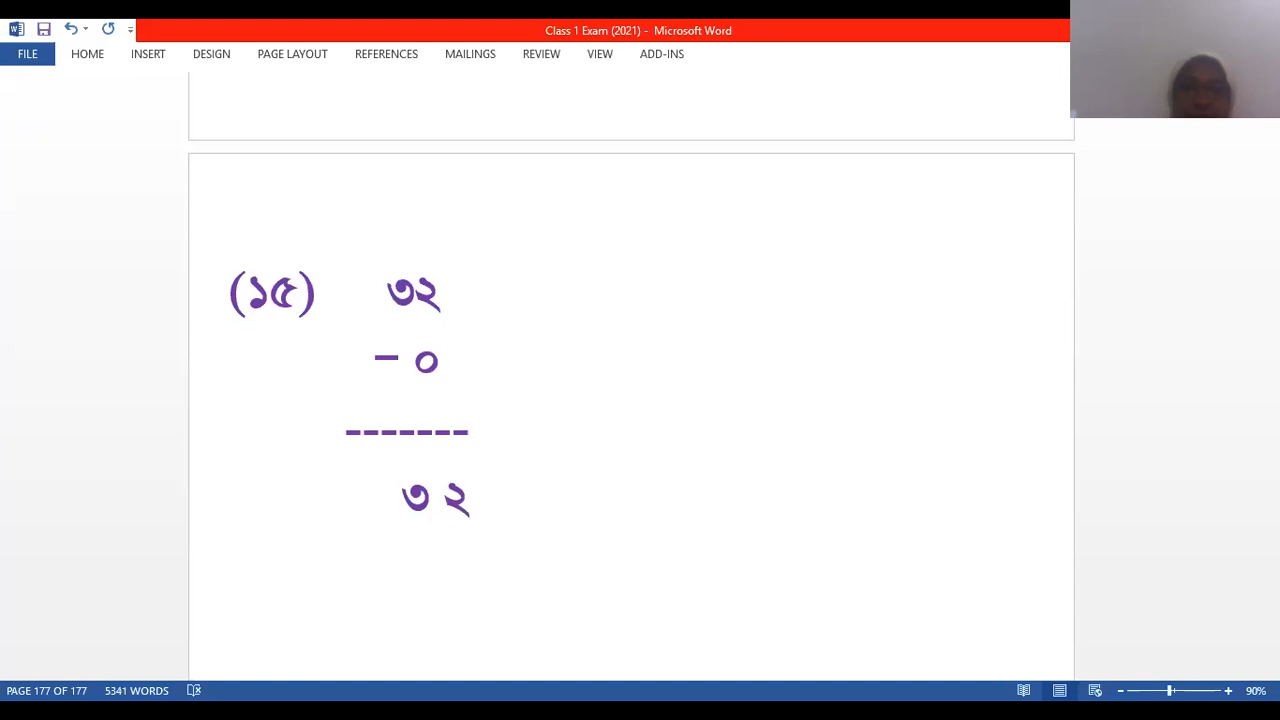 Class 1 Exam (2021) - Microsoft Word
FILE HOME INSERT DESIGN PAGE LAYOUT REFERENCES MAILINGS REVIEW VIEW ADD-INS
(১৫) ৩২
− ০
-------
৩ ২
PAGE 177 OF 177 5341 WORDS 90%